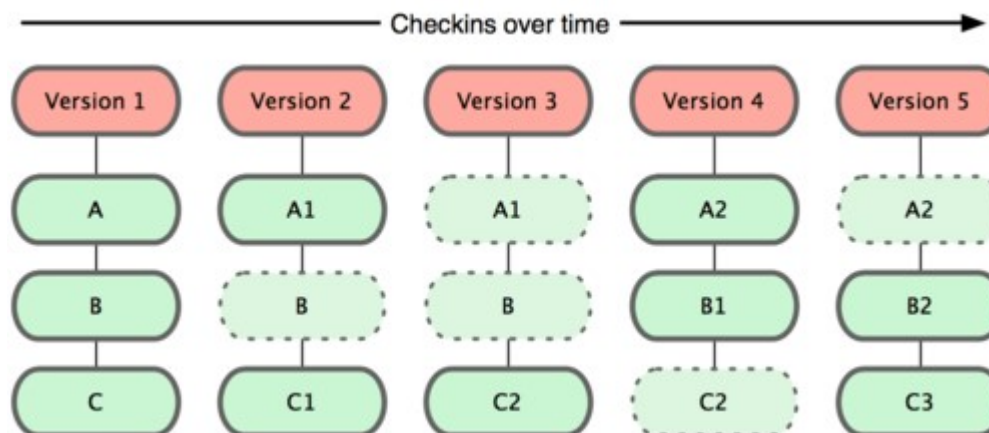 Checkins over time
Version 1 Version 2 Version 3 Version 4 Version 5
A A1 A1 A2 A2
B B B B1 B2
C C1 C2 C2 C3